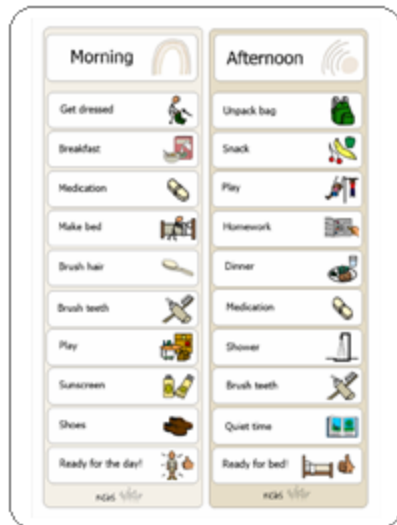 Morning
Get dressed
Breakfast
Medication
Make bed
Brush hair
Brush teeth
Play
Sunscreen
Shoes
Ready for the day!
Afternoon
Unpack bag
Snack
Play
Homework
Dinner
Medication
Shower
Brush teeth
Quiet time
Ready for bed!